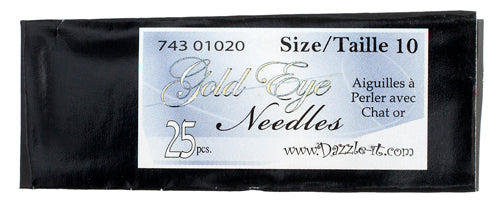 743 01020 Size/Taille 10
Gold Eye
Needles
Aiguilles à
Perler avec
Chat or
25 pcs.
www.Dazzle-it.com